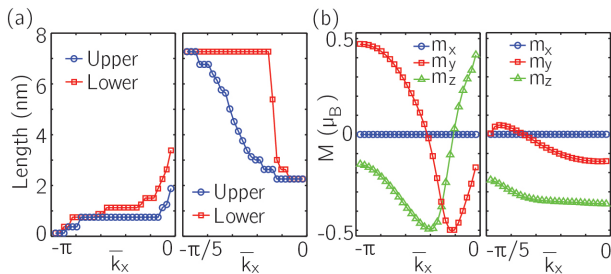 (a)
8
6
4
2
0
Length (nm)
Upper
Lower
-π
k̅x
0
Upper
Lower
-π/5
k̅x
0
(b)
0.5
0
-0.5
M (μB)
mx
my
mz
-π
k̅x
0
mx
my
mz
-π/5
k̅x
0